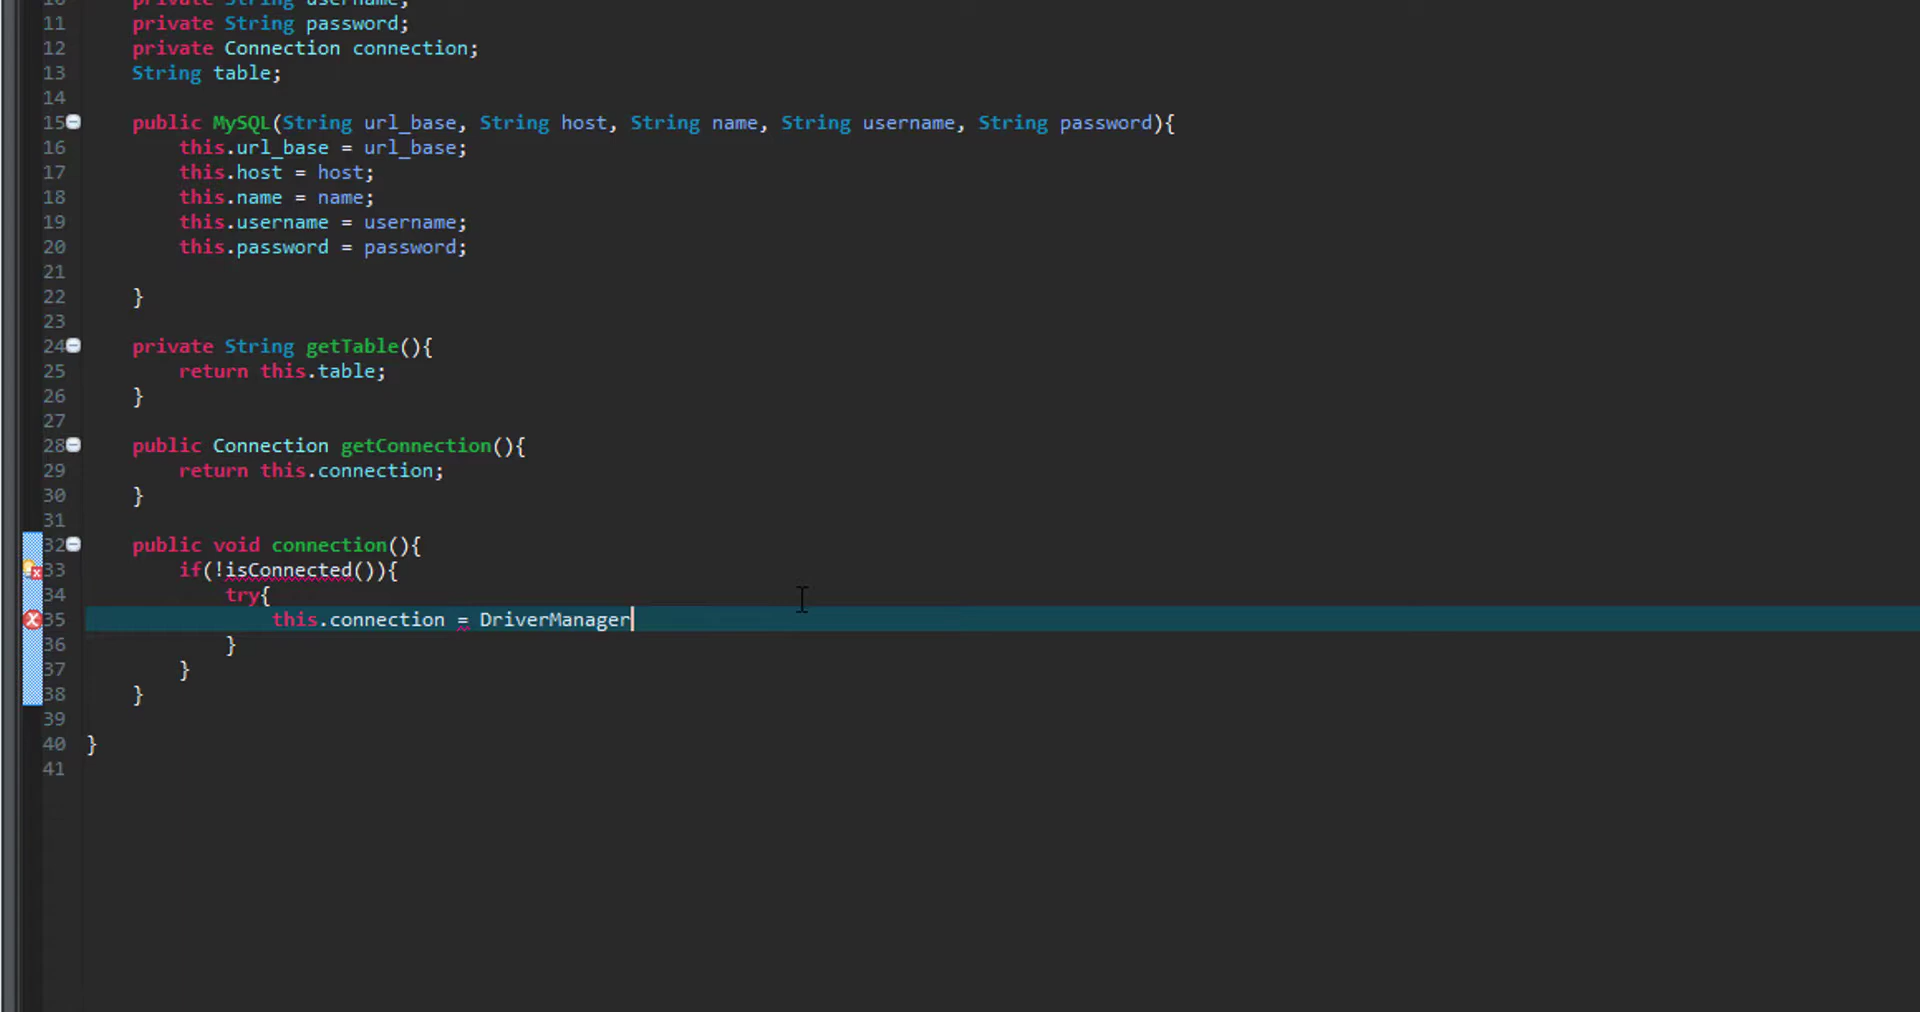 10 private String username;
11 private String password;
12 private Connection connection;
13 String table;
14
15 public MySQL(String url_base, String host, String name, String username, String password){
16 this.url_base = url_base;
17 this.host = host;
18 this.name = name;
19 this.username = username;
20 this.password = password;
21
22 }
23
24 private String getTable(){
25 return this.table;
26 }
27
28 public Connection getConnection(){
29 return this.connection;
30 }
31
32 public void connection(){
33 if(!isConnected()){
34 try{
35 this.connection = DriverManager
36 }
37 }
38 }
39
40 }
41